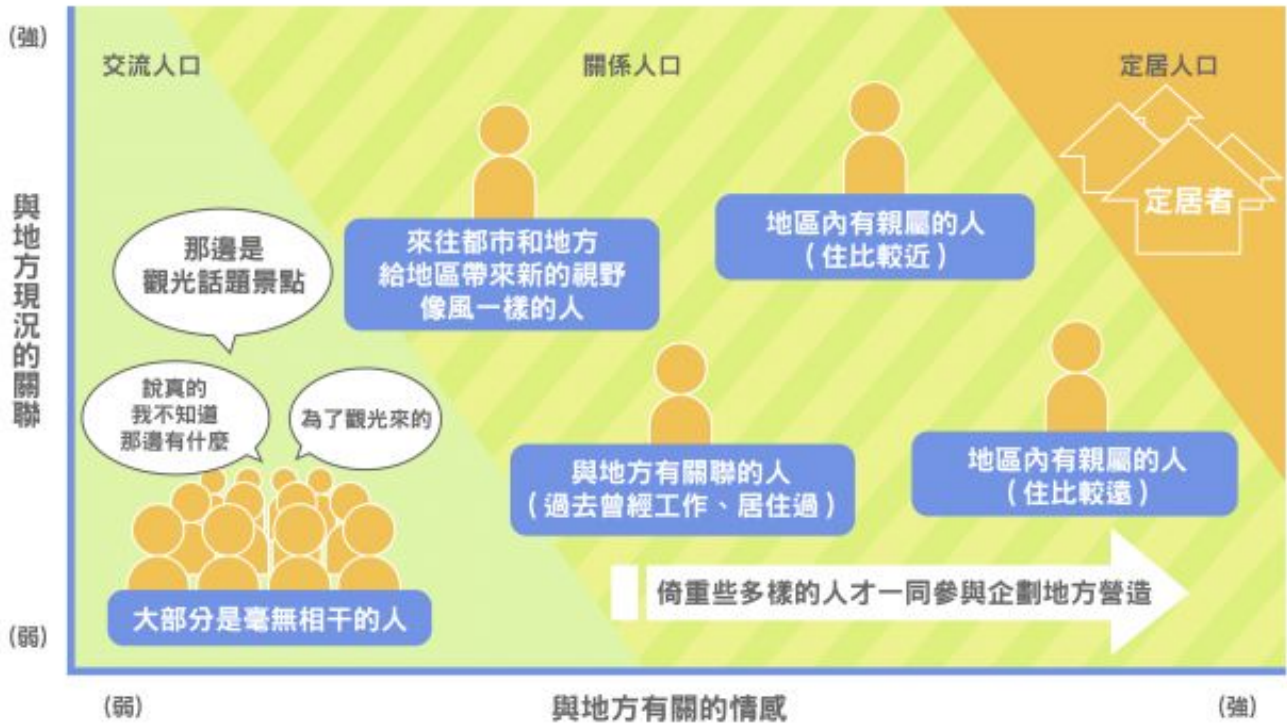 (強)
交流人口
關係人口
定居人口
定居者
與地方現況的關聯
那邊是
觀光話題景點
來往都市和地方
給地區帶來新的視野
像風一樣的人
地區內有親屬的人
（住比較近）
說真的
我不知道
那邊有什麼
為了觀光來的
與地方有關聯的人
（過去曾經工作、居住過）
地區內有親屬的人
（住比較遠）
倚重些多樣的人才一同參與企劃地方營造
大部分是毫無相干的人
(弱)
(弱)
與地方有關的情感
(強)